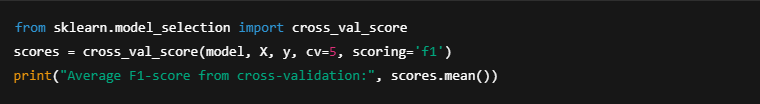 from sklearn.model_selection import cross_val_score
scores = cross_val_score(model, X, y, cv=5, scoring='f1')
print("Average F1-score from cross-validation:", scores.mean())